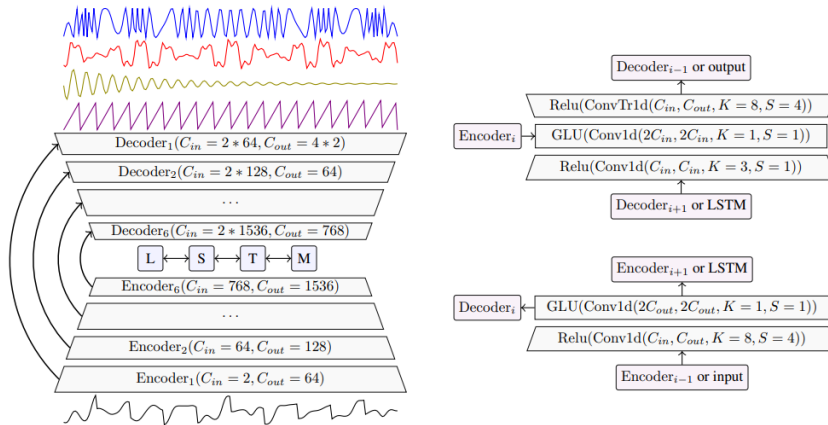 Decoder₁(C_in = 2 * 64, C_out = 4 * 2)
Decoder₂(C_in = 2 * 128, C_out = 64)
...
Decoder₆(C_in = 2 * 1536, C_out = 768)
L S T M
Encoder₆(C_in = 768, C_out = 1536)
...
Encoder₂(C_in = 64, C_out = 128)
Encoder₁(C_in = 2, C_out = 64)
Decoder_{i−1} or output
Relu(ConvTr1d(C_in, C_out, K = 8, S = 4))
Encoder_i
GLU(Conv1d(2C_in, 2C_in, K = 1, S = 1))
Relu(Conv1d(C_in, C_in, K = 3, S = 1))
Decoder_{i+1} or LSTM
Encoder_{i+1} or LSTM
Decoder_i
GLU(Conv1d(2C_out, 2C_out, K = 1, S = 1))
Relu(Conv1d(C_in, C_out, K = 8, S = 4))
Encoder_{i−1} or input